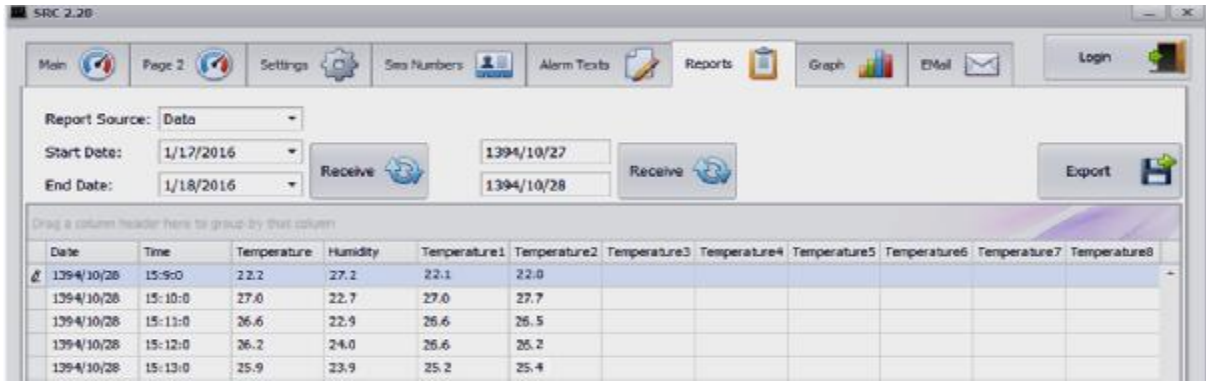 SRC 2.28
Main Page 2 Settings Sms Numbers Alarm Texts Reports Graph EMail Login
Report Source: Data
Start Date: 1/17/2016 Receive 1394/10/27 Receive Export
End Date: 1/18/2016 1394/10/28
Drag a column header here to group by that column
Date Time Temperature Humidity Temperature1 Temperature2 Temperature3 Temperature4 Temperature5 Temperature6 Temperature7 Temperature8
1394/10/28 15:9:0 22.2 27.2 22.1 22.0
1394/10/28 15:10:0 27.0 22.7 27.0 27.7
1394/10/28 15:11:0 26.6 22.9 26.6 26.5
1394/10/28 15:12:0 26.2 24.0 26.6 26.2
1394/10/28 15:13:0 25.9 23.9 25.2 25.4